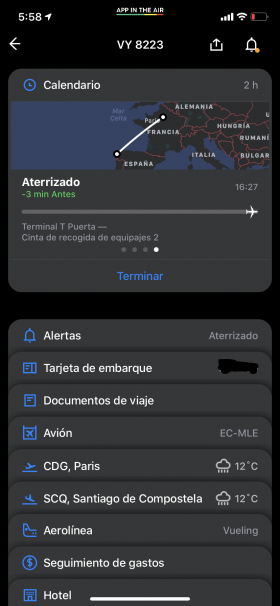 5:58
APP IN THE AIR
VY 8223
Calendario 2 h
Mar
Celta
ALEMANIA
París
FRANCIA
HUNGRÍA
RUMANÍ
ITALIA
BULGAR
ESPAÑA
Aterrizado 16:27
~3 min Antes
Terminal T Puerta —
Cinta de recogida de equipajes 2
Terminar
Alertas Aterrizado
Tarjeta de embarque
Documentos de viaje
Avión EC-MLE
CDG, Paris 12°C
SCQ, Santiago de Compostela 12°C
Aerolínea Vueling
Seguimiento de gastos
Hotel